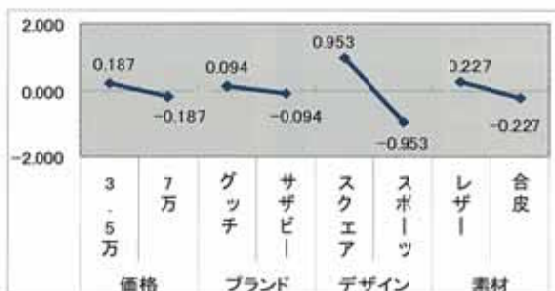 2.000
0.953
0.187
0.094
0.227
0.000
-0.187
-0.094
-0.953
-0.227
-2.000
3.5万
7万
グッチ
サザビー
スクエア
スポーツ
レザー
合皮
価格
ブランド
デザイン
素材